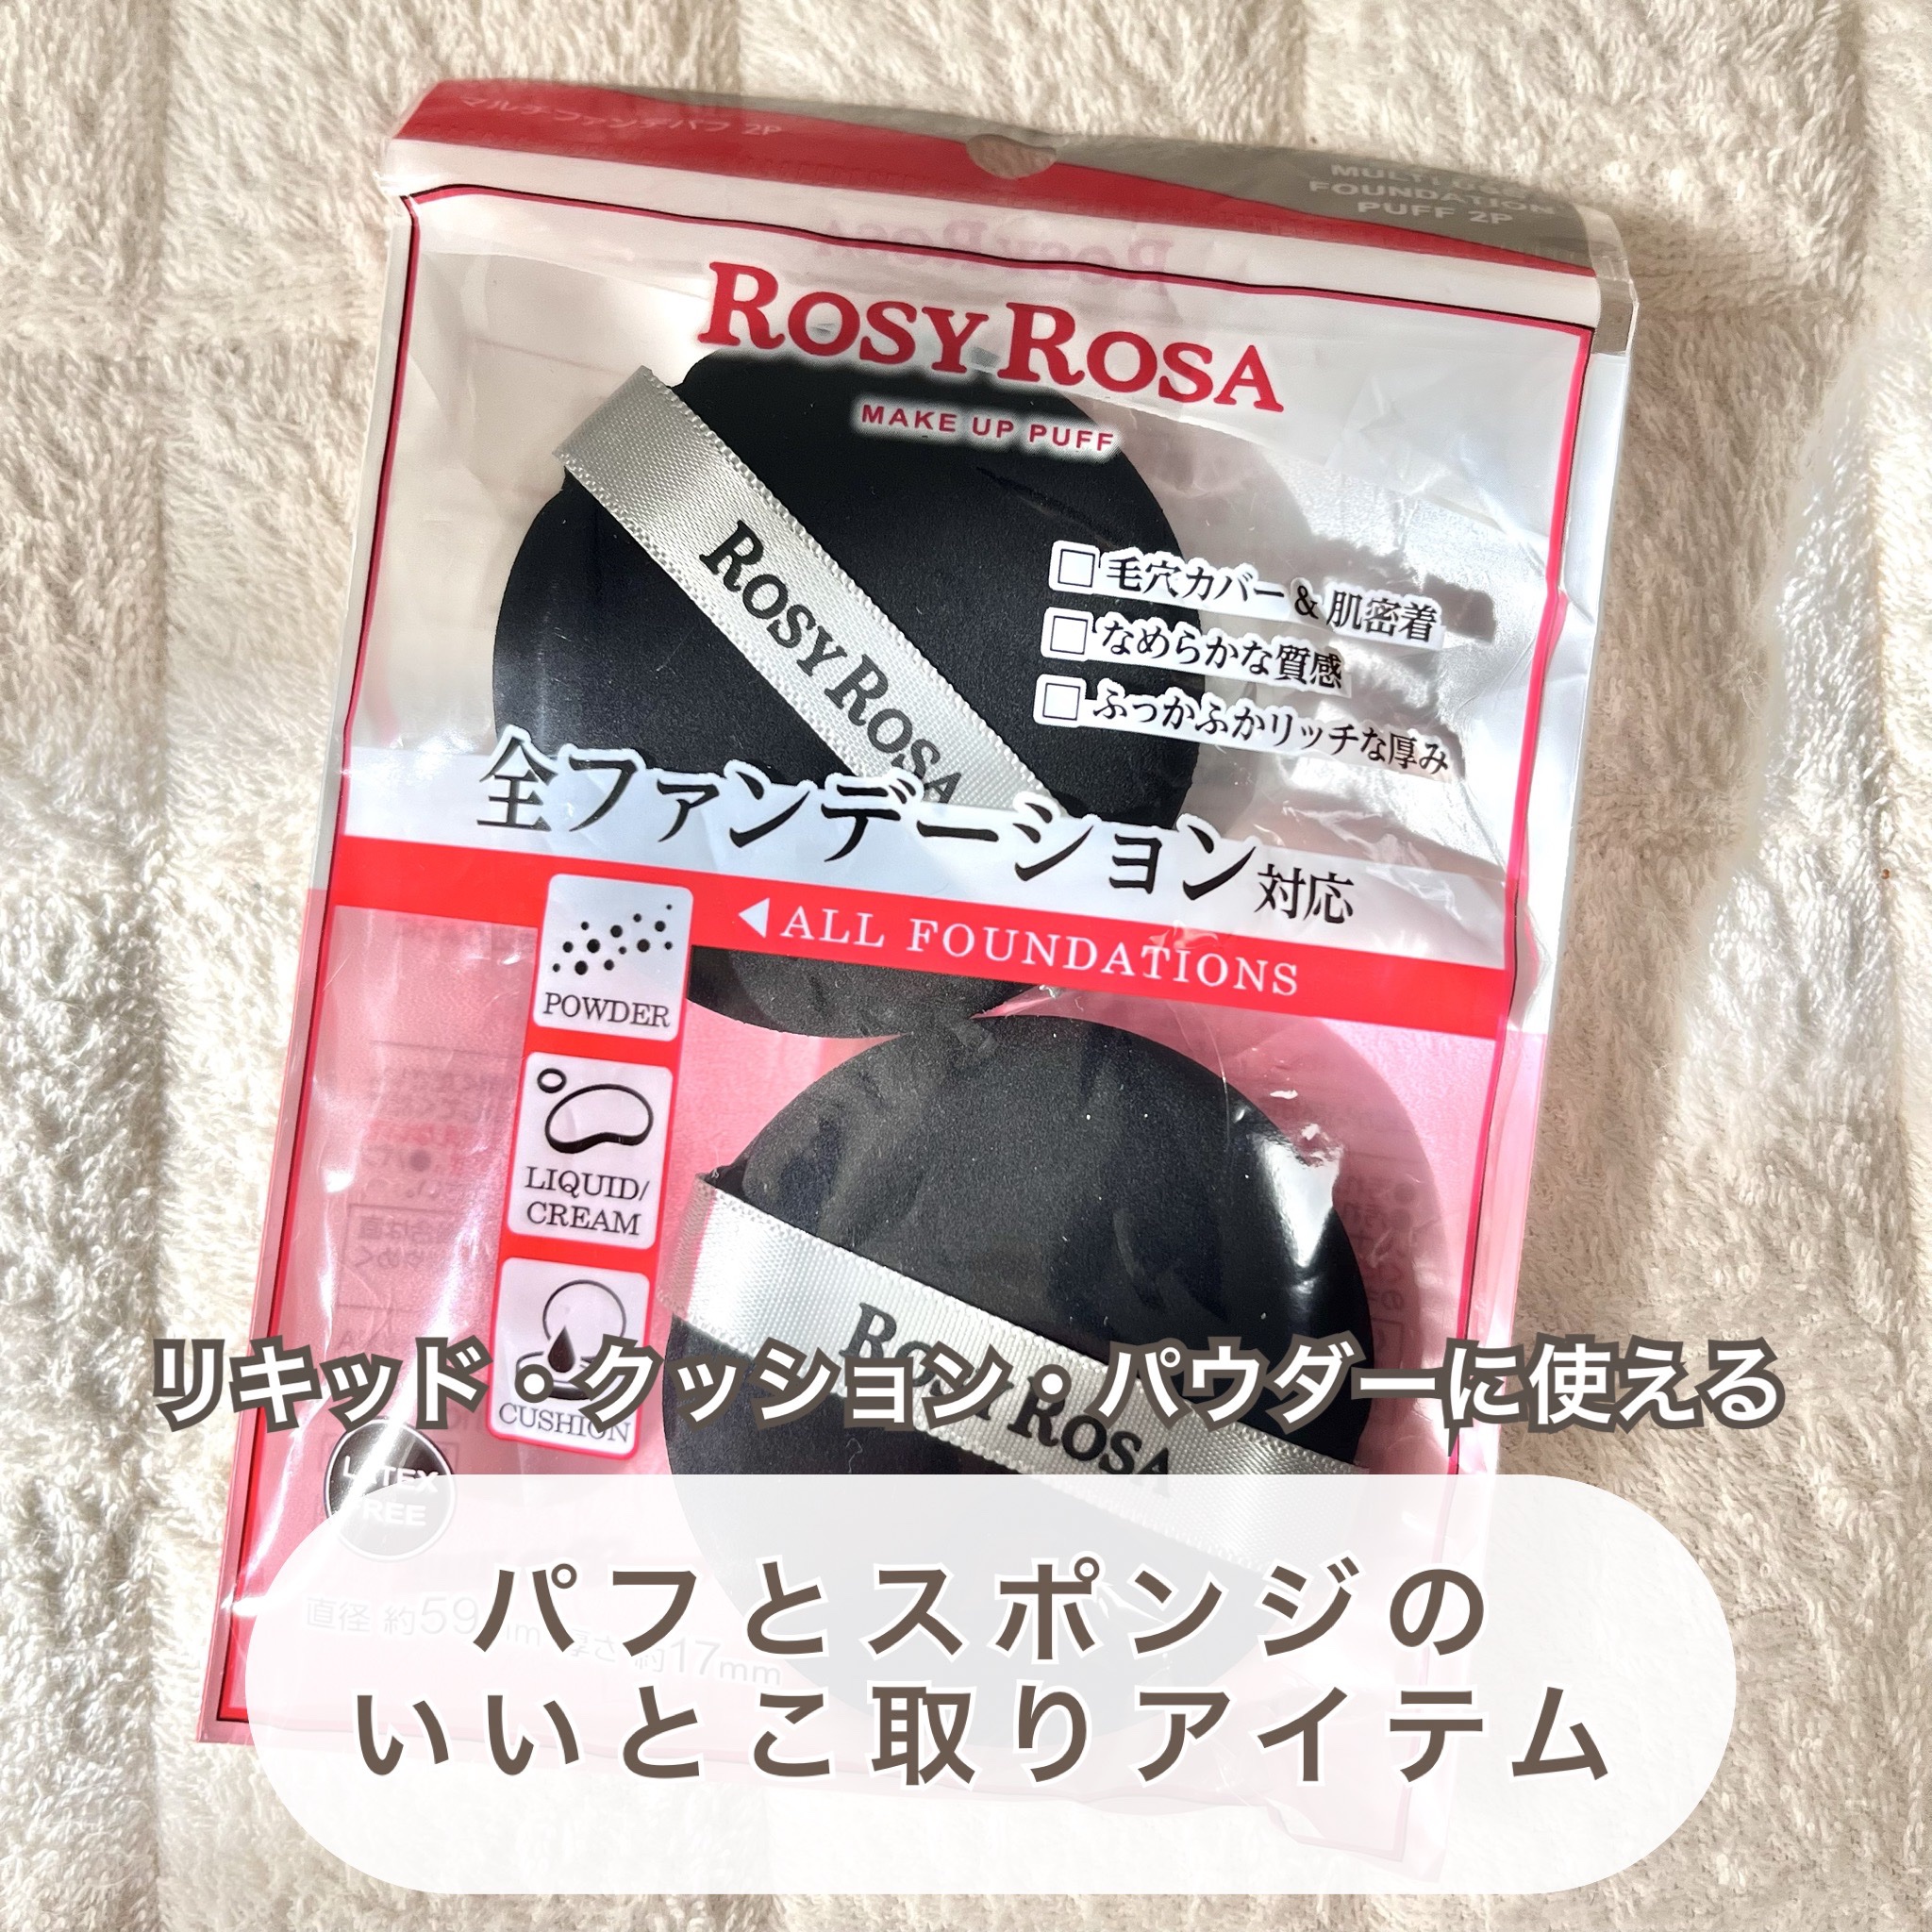 マルチファンデパフ 2P
MULTI USE
FOUNDATION
PUFF 2P
ROSY ROSA
MAKE UP PUFF
ROSY ROSA
□毛穴カバー & 肌密着
□なめらかな質感
□ふっかふかリッチな厚み
全ファンデーション対応
◀ALL FOUNDATIONS
POWDER
LIQUID/
CREAM
CUSHION
ROSY ROSA
リキッド・クッション・パウダーに使える
LATEX
FREE
直径 約59mm 厚さ 約17mm
パフとスポンジの
いいとこ取りアイテム